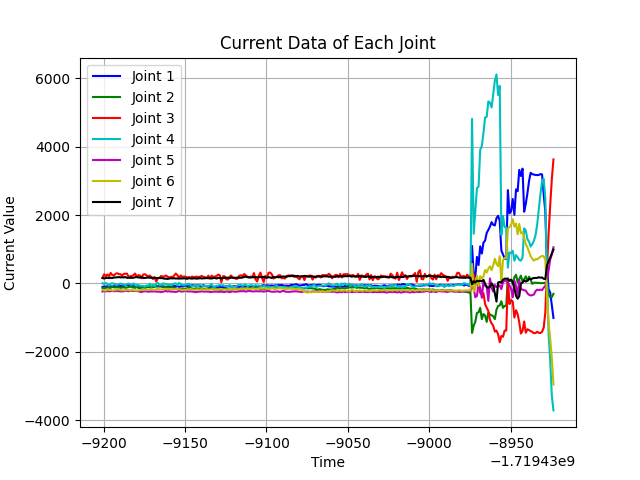 Current Data of Each Joint
6000
4000
2000
0
−2000
−4000
Current Value
Joint 1
Joint 2
Joint 3
Joint 4
Joint 5
Joint 6
Joint 7
−9200 −9150 −9100 −9050 −9000 −8950
Time
−1.71943e9